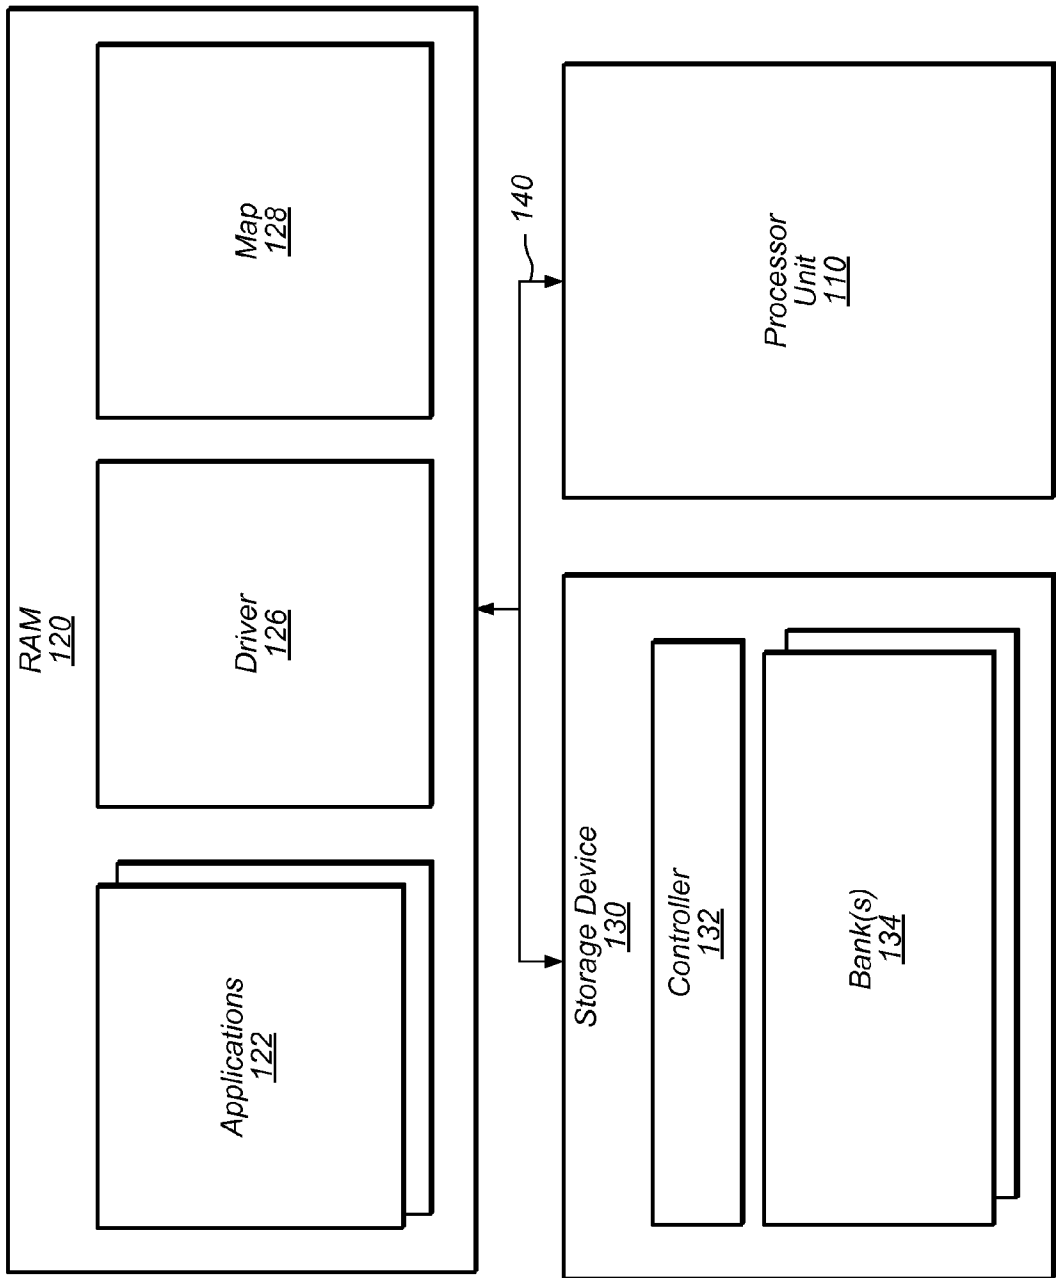 RAM
120
Applications
122
Driver
126
Map
128
140
Storage Device
130
Controller
132
Bank(s)
134
Processor
Unit
110